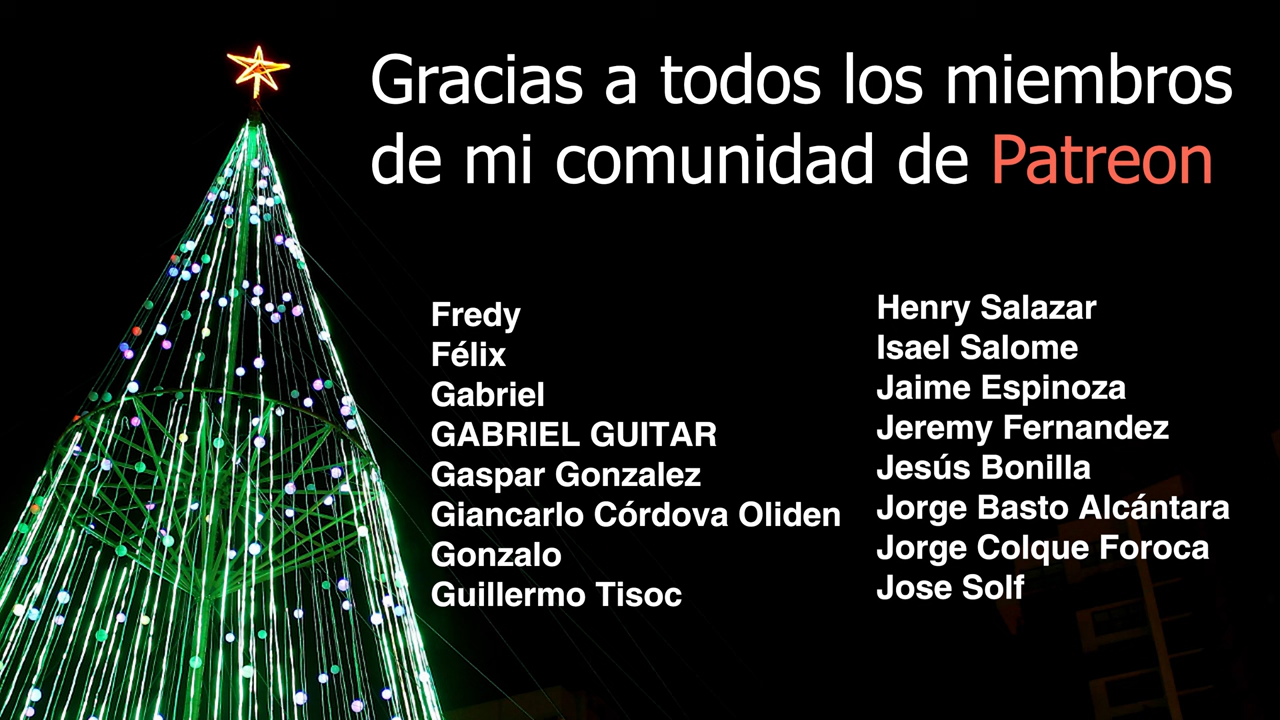 Gracias a todos los miembros
de mi comunidad de Patreon
Fredy
Félix
Gabriel
GABRIEL GUITAR
Gaspar Gonzalez
Giancarlo Córdova Oliden
Gonzalo
Guillermo Tisoc
Henry Salazar
Isael Salome
Jaime Espinoza
Jeremy Fernandez
Jesús Bonilla
Jorge Basto Alcántara
Jorge Colque Foroca
Jose Solf